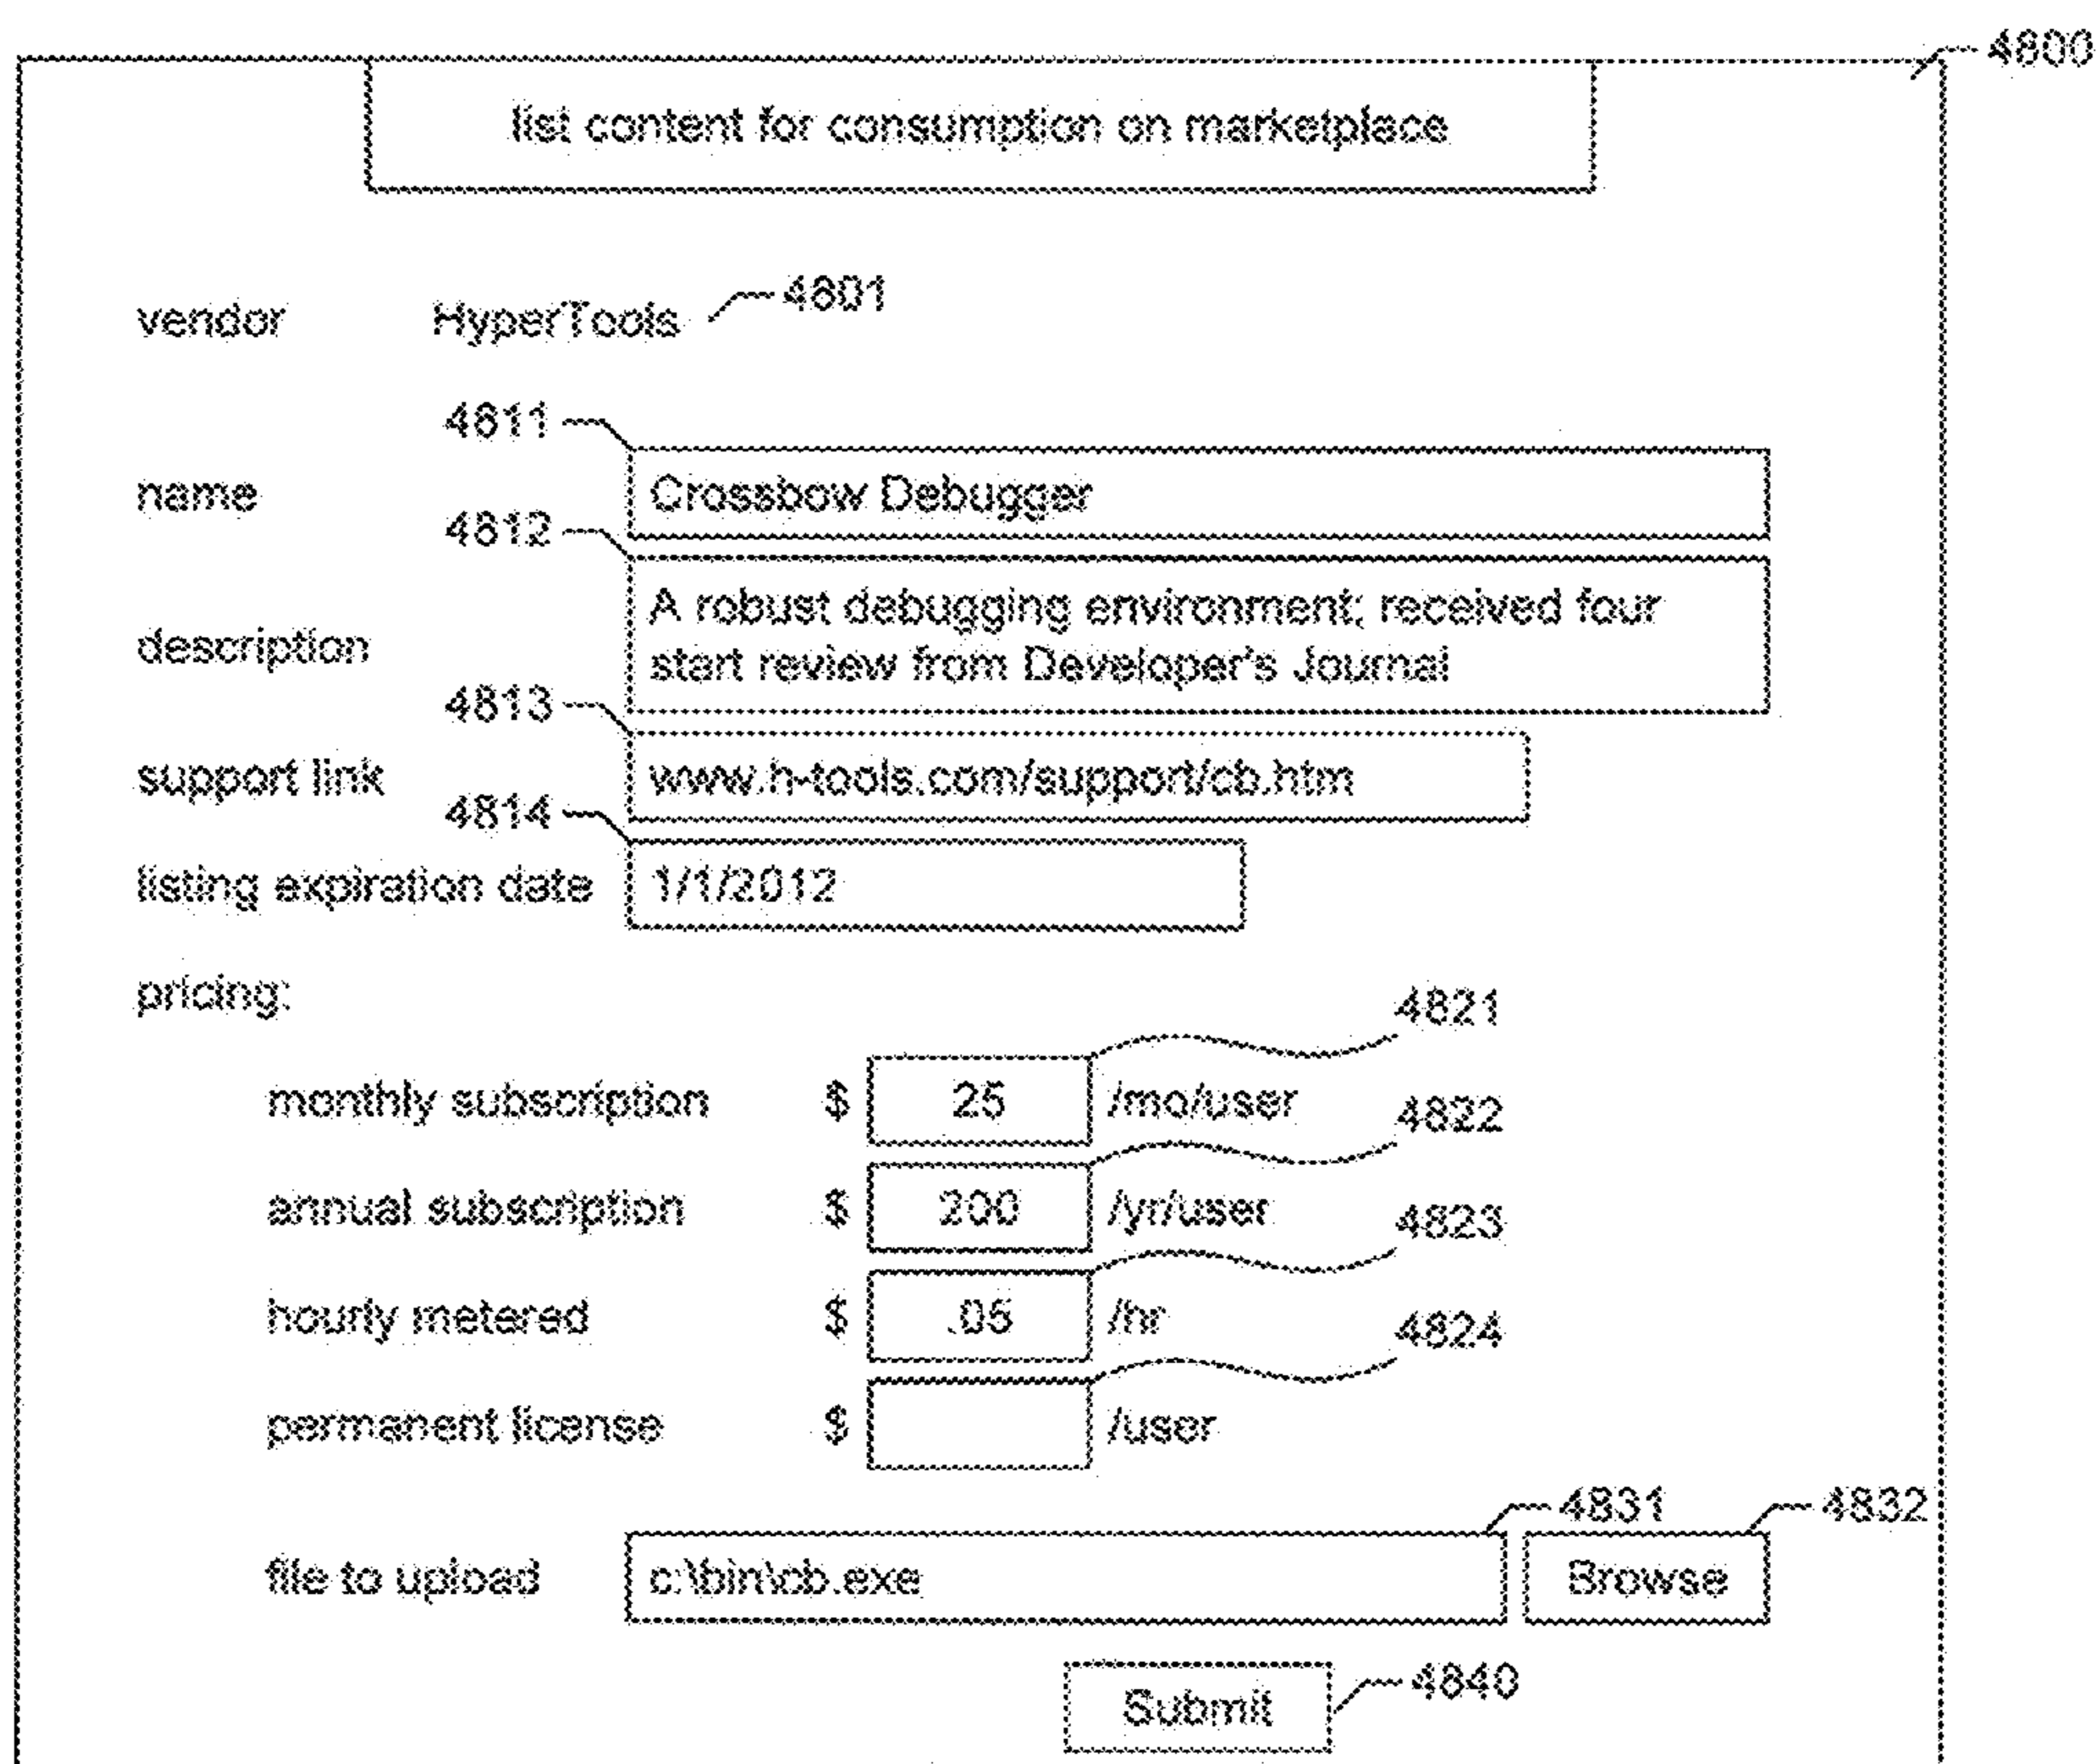 4800
list content for consumption on marketplace
vendor HyperTools 4801
4811
name Crossbow Debugger
4812
A robust debugging environment; received four
description
start review from Developer's Journal
4813
support link www.h-tools.com/support/cb.htm
4814
listing expiration date 1/1/2012
pricing:
4821
monthly subscription $ 25 /mo/user
4822
annual subscription $ 200 /yr/user
4823
hourly metered $ .05 /hr
4824
permanent license $ /user
4831 4832
file to upload c:\bin\cb.exe Browse
Submit 4840